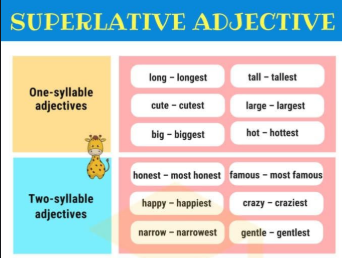 SUPERLATIVE ADJECTIVE
One-syllable
adjectives
long – longest
tall – tallest
cute – cutest
large – largest
big – biggest
hot – hottest
Two-syllable
adjectives
honest – most honest
famous – most famous
happy – happiest
crazy – craziest
narrow – narrowest
gentle – gentlest